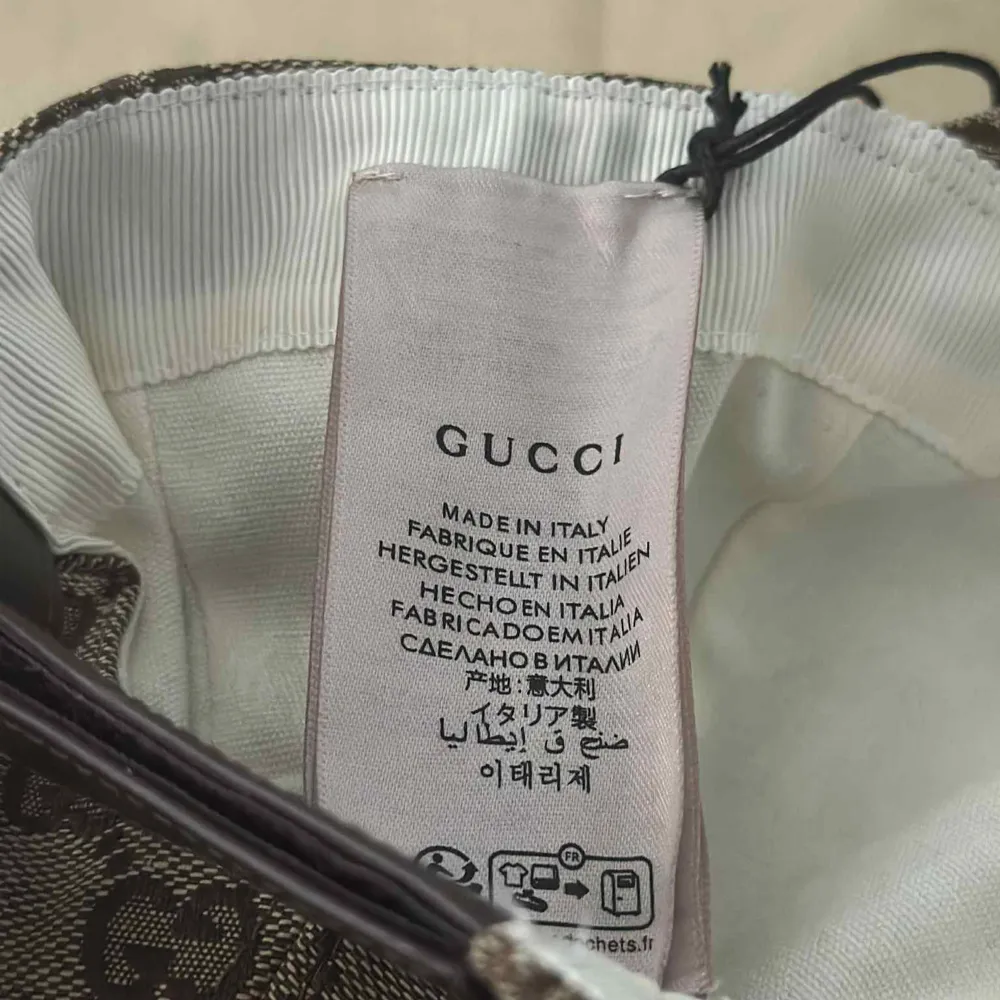 GUCCI
MADE IN ITALY
FABRIQUE EN ITALIE
HERGESTELLT IN ITALIEN
HECHO EN ITALIA
FABRICADO EM ITALIA
СДЕЛАНО В ИТАЛИИ
产地:意大利
イタリア製
صنع ق إيطاليا
이태리제
FR